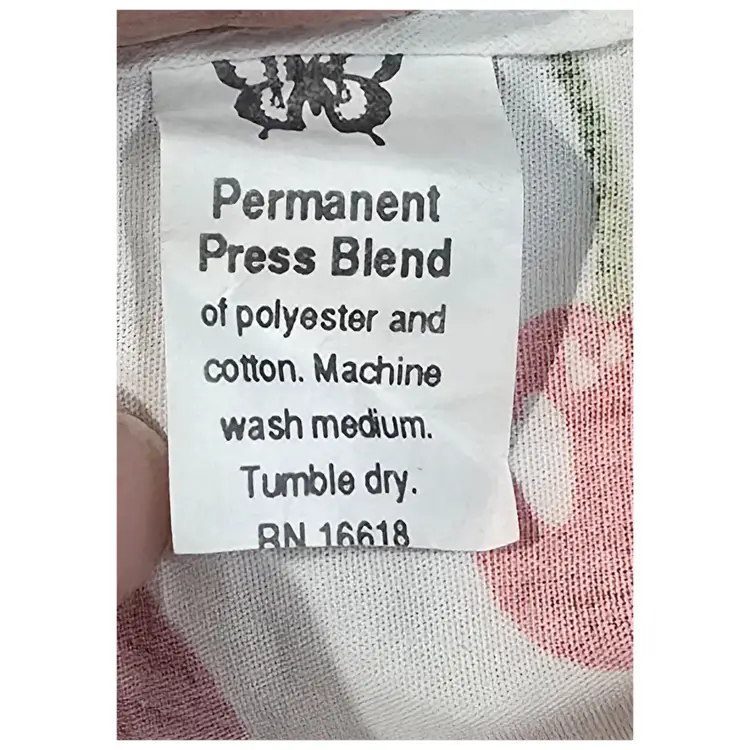 Permanent
Press Blend
of polyester and
cotton. Machine
wash medium.
Tumble dry.
RN 16618